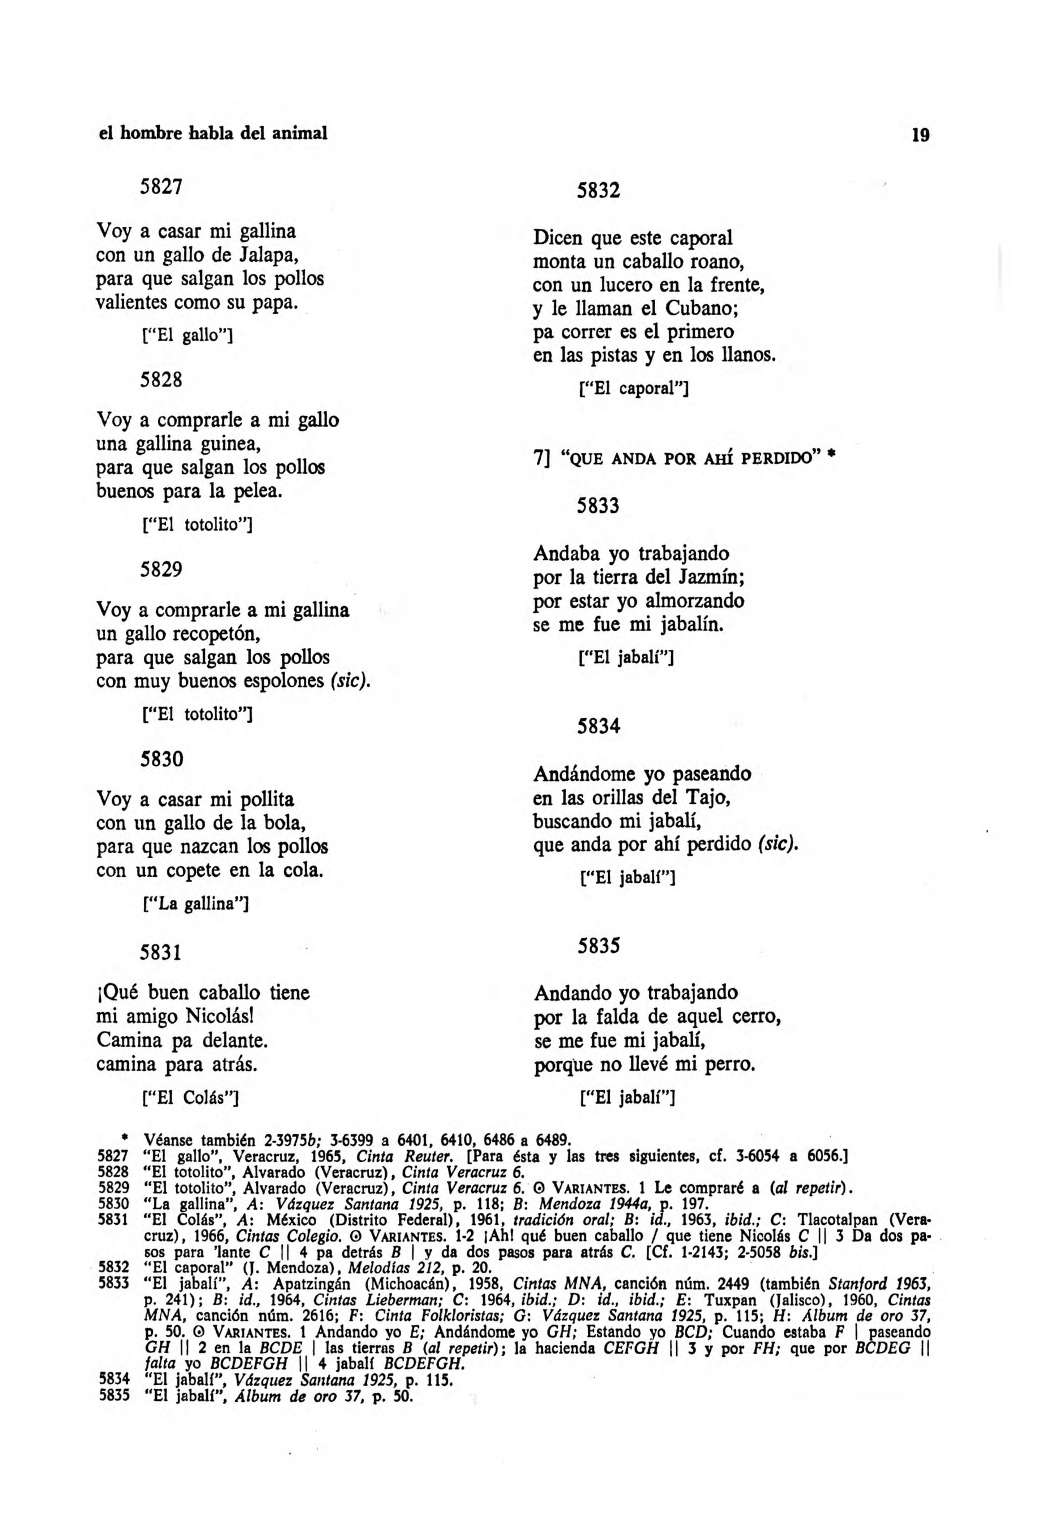 el hombre habla del animal 19
5827
Voy a casar mi gallina
con un gallo de Jalapa,
para que salgan los pollos
valientes como su papa.
["El gallo"]
5828
Voy a comprarle a mi gallo
una gallina guinea,
para que salgan los pollos
buenos para la pelea.
["El totolito"]
5829
Voy a comprarle a mi gallina
un gallo recopetón,
para que salgan los pollos
con muy buenos espolones (sic).
["El totolito"]
5830
Voy a casar mi pollita
con un gallo de la bola,
para que nazcan los pollos
con un copete en la cola.
["La gallina"]
5831
¡Qué buen caballo tiene
mi amigo Nicolás!
Camina pa delante.
camina para atrás.
["El Colás"]
5832
Dicen que este caporal
monta un caballo roano,
con un lucero en la frente,
y le llaman el Cubano;
pa correr es el primero
en las pistas y en los llanos.
["El caporal"]
7] "QUE ANDA POR AHÍ PERDIDO" *
5833
Andaba yo trabajando
por la tierra del Jazmín;
por estar yo almorzando
se me fue mi jabalín.
["El jabalí"]
5834
Andándome yo paseando
en las orillas del Tajo,
buscando mi jabalí,
que anda por ahí perdido (sic).
["El jabalí"]
5835
Andando yo trabajando
por la falda de aquel cerro,
se me fue mi jabalí,
porque no llevé mi perro.
["El jabalí"]
* Véanse también 2-3975b; 3-6399 a 6401, 6410, 6486 a 6489.
5827 "El gallo", Veracruz, 1965, Cinta Reuter. [Para ésta y las tres siguientes, cf. 3-6054 a 6056.]
5828 "El totolito", Alvarado (Veracruz), Cinta Veracruz 6.
5829 "El totolito", Alvarado (Veracruz), Cinta Veracruz 6. ⊙ VARIANTES. 1 Le compraré a (al repetir).
5830 "La gallina", A: Vázquez Santana 1925, p. 118; B: Mendoza 1944a, p. 197.
5831 "El Colás", A: México (Distrito Federal), 1961, tradición oral; B: id., 1963, ibid.; C: Tlacotalpan (Vera-
cruz), 1966, Cintas Colegio. ⊙ VARIANTES. 1-2 ¡Ah! qué buen caballo / que tiene Nicolás C || 3 Da dos pa-
sos para 'lante C || 4 pa detrás B | y da dos pasos para atrás C. [Cf. 1-2143; 2-5058 bis.]
5832 "El caporal" (J. Mendoza), Melodías 212, p. 20.
5833 "El jabalí", A: Apatzingán (Michoacán), 1958, Cintas MNA, canción núm. 2449 (también Stanford 1963,
p. 241); B: id., 1964, Cintas Lieberman; C: 1964, ibid.; D: id., ibid.; E: Tuxpan (Jalisco), 1960, Cintas
MNA, canción núm. 2616; F: Cinta Folkloristas; G: Vázquez Santana 1925, p. 115; H: Álbum de oro 37,
p. 50. ⊙ VARIANTES. 1 Andando yo E; Andándome yo GH; Estando yo BCD; Cuando estaba F | paseando
GH || 2 en la BCDE | las tierras B (al repetir); la hacienda CEFGH || 3 y por FH; que por BCDEG ||
falta yo BCDEFGH || 4 jabalí BCDEFGH.
5834 "El jabalí", Vázquez Santana 1925, p. 115.
5835 "El jabalí", Álbum de oro 37, p. 50.